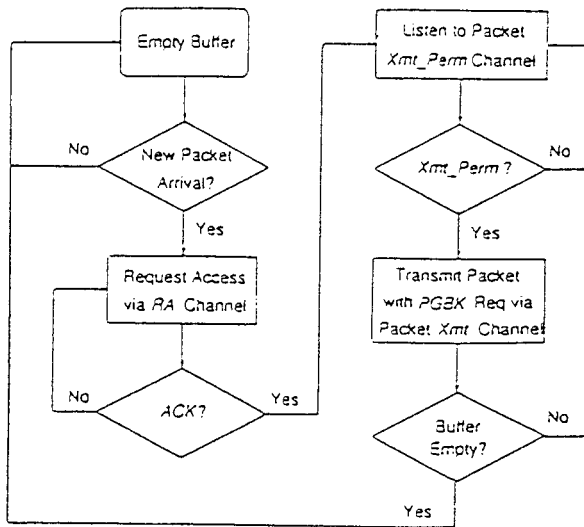 Empty Buffer
No
New Packet
Arrival?
Yes
Request Access
via RA Channel
No
ACK?
Yes
Listen to Packet
Xmt_Perm Channel
Xmt_Perm?
No
Yes
Transmit Packet
with PGBK Req via
Packet Xmt Channel
Buffer
Empty?
No
Yes